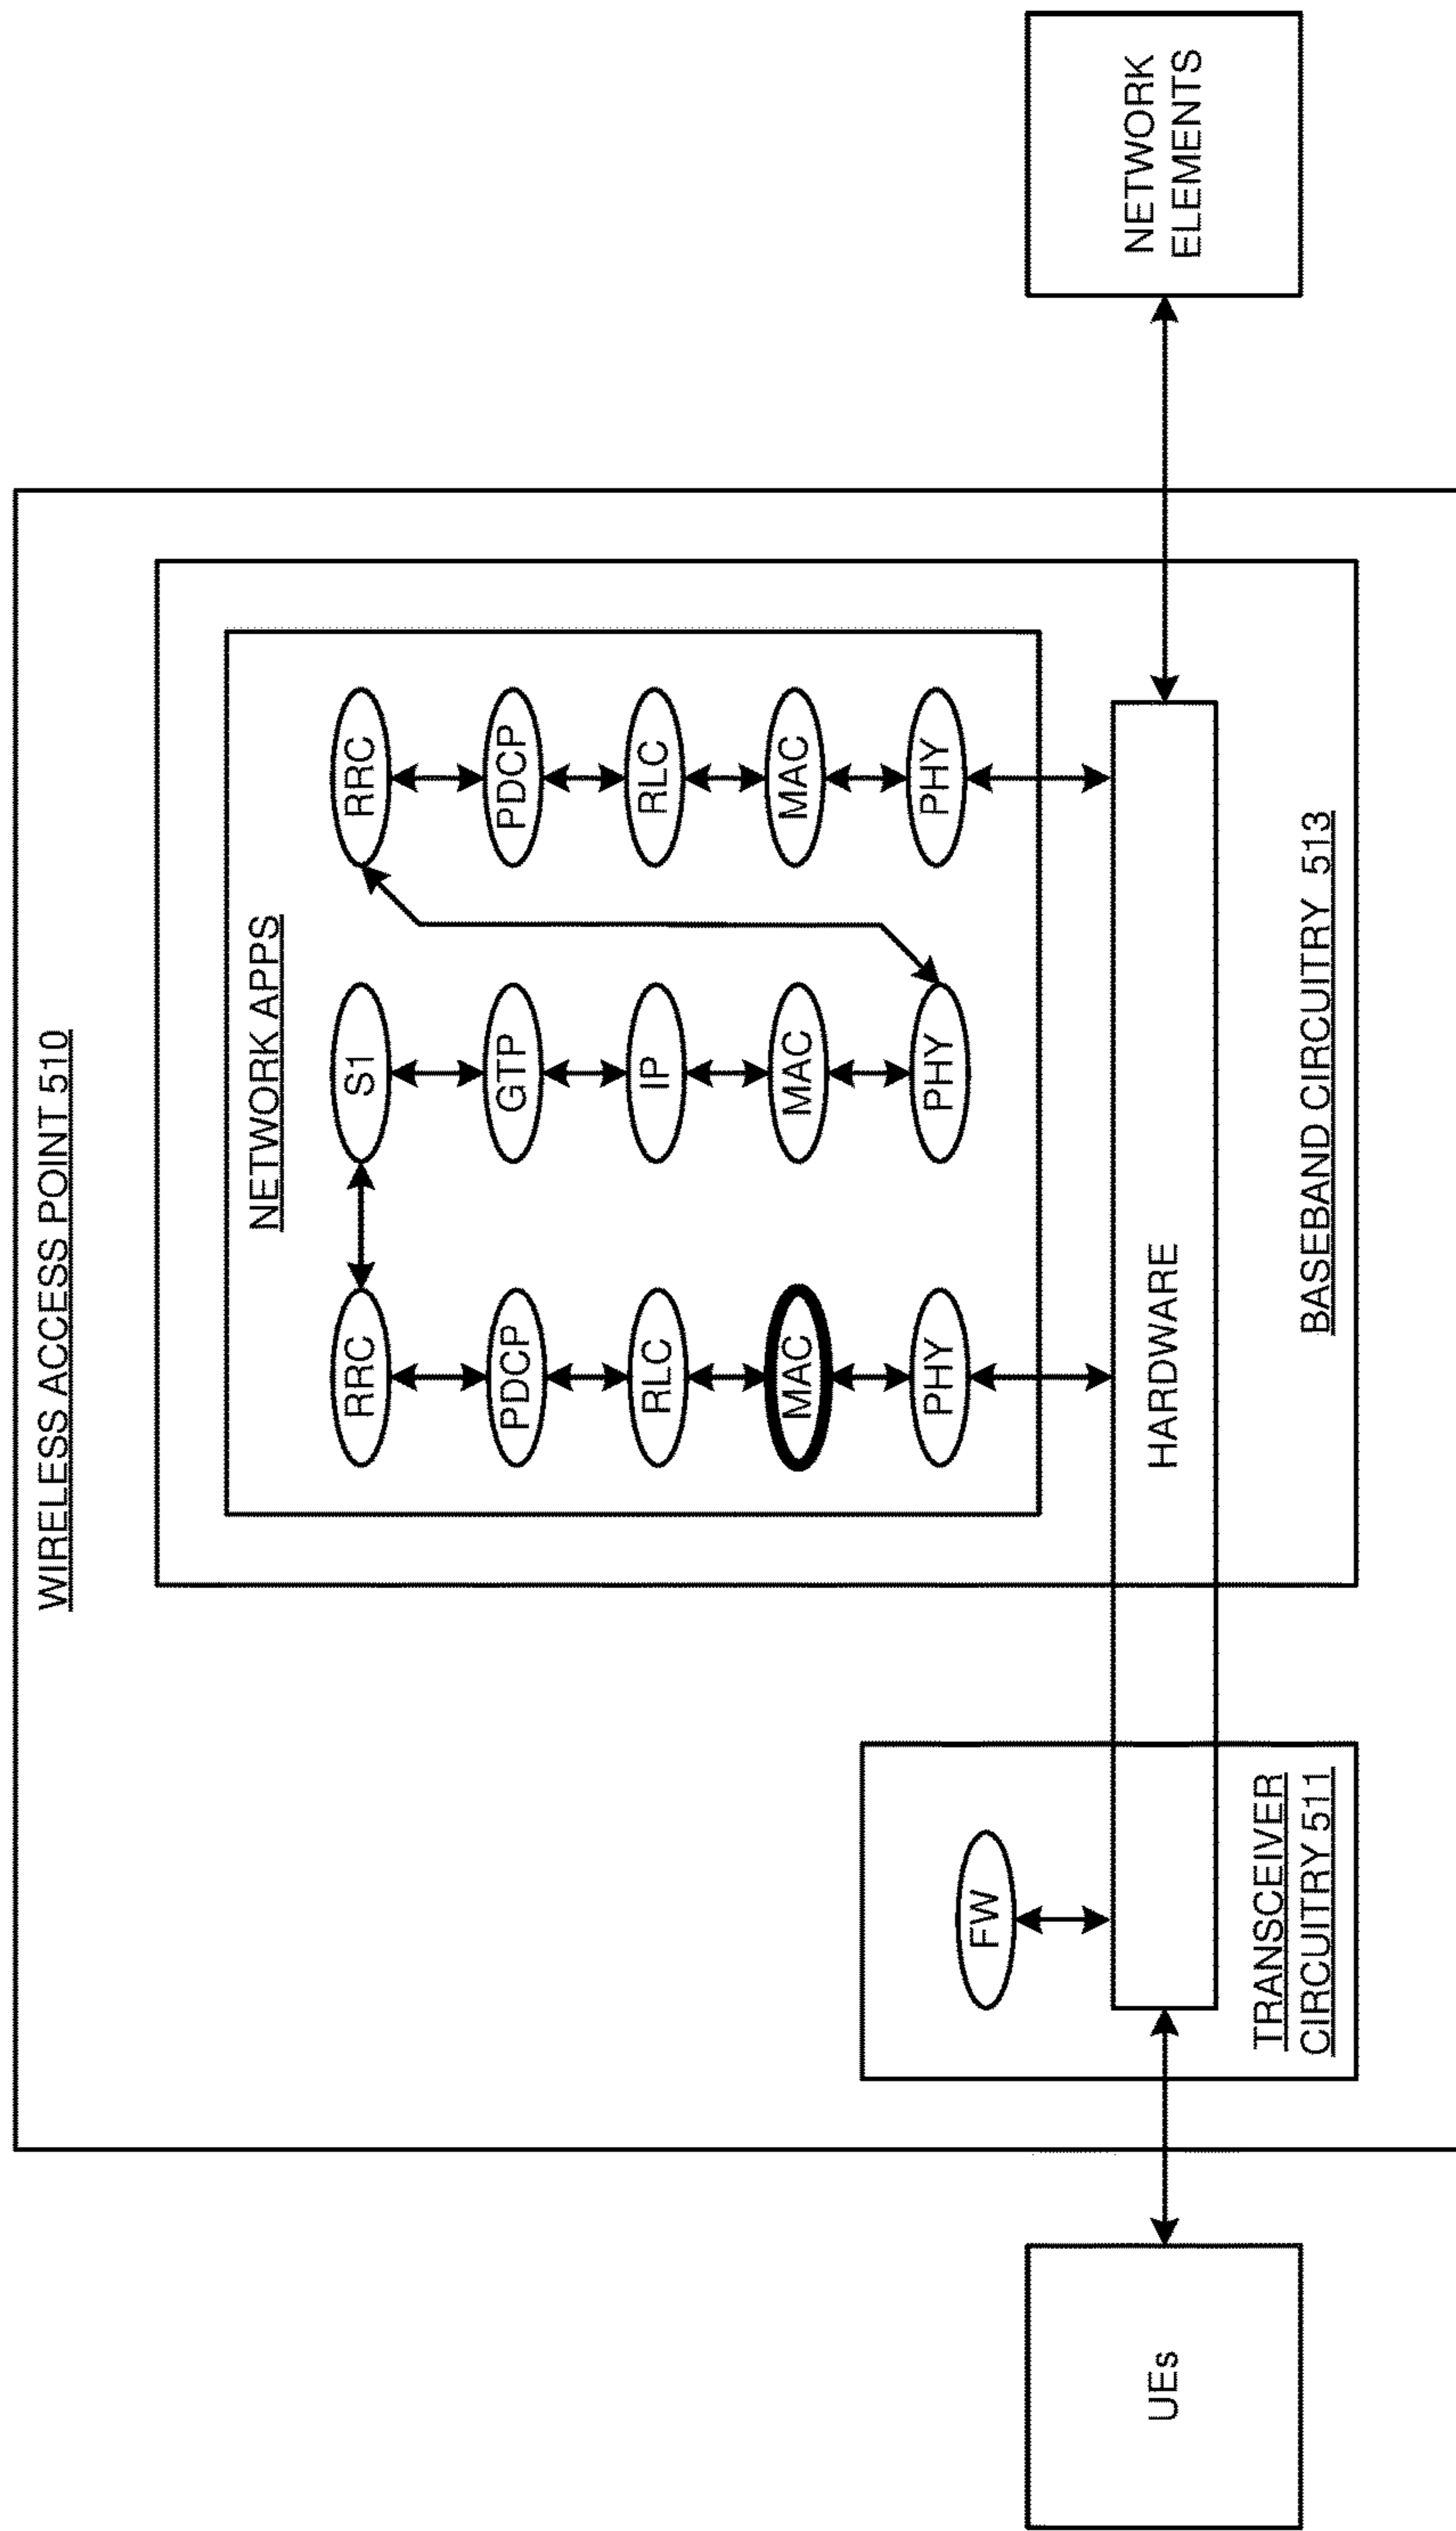 WIRELESS ACCESS POINT 510
NETWORK APPS
RRC
S1
RRC
PDCP
GTP
PDCP
RLC
IP
RLC
MAC
MAC
MAC
PHY
PHY
PHY
FW
UEs
HARDWARE
NETWORK
ELEMENTS
TRANSCEIVER
CIRCUITRY 511
BASEBAND CIRCUITRY 513